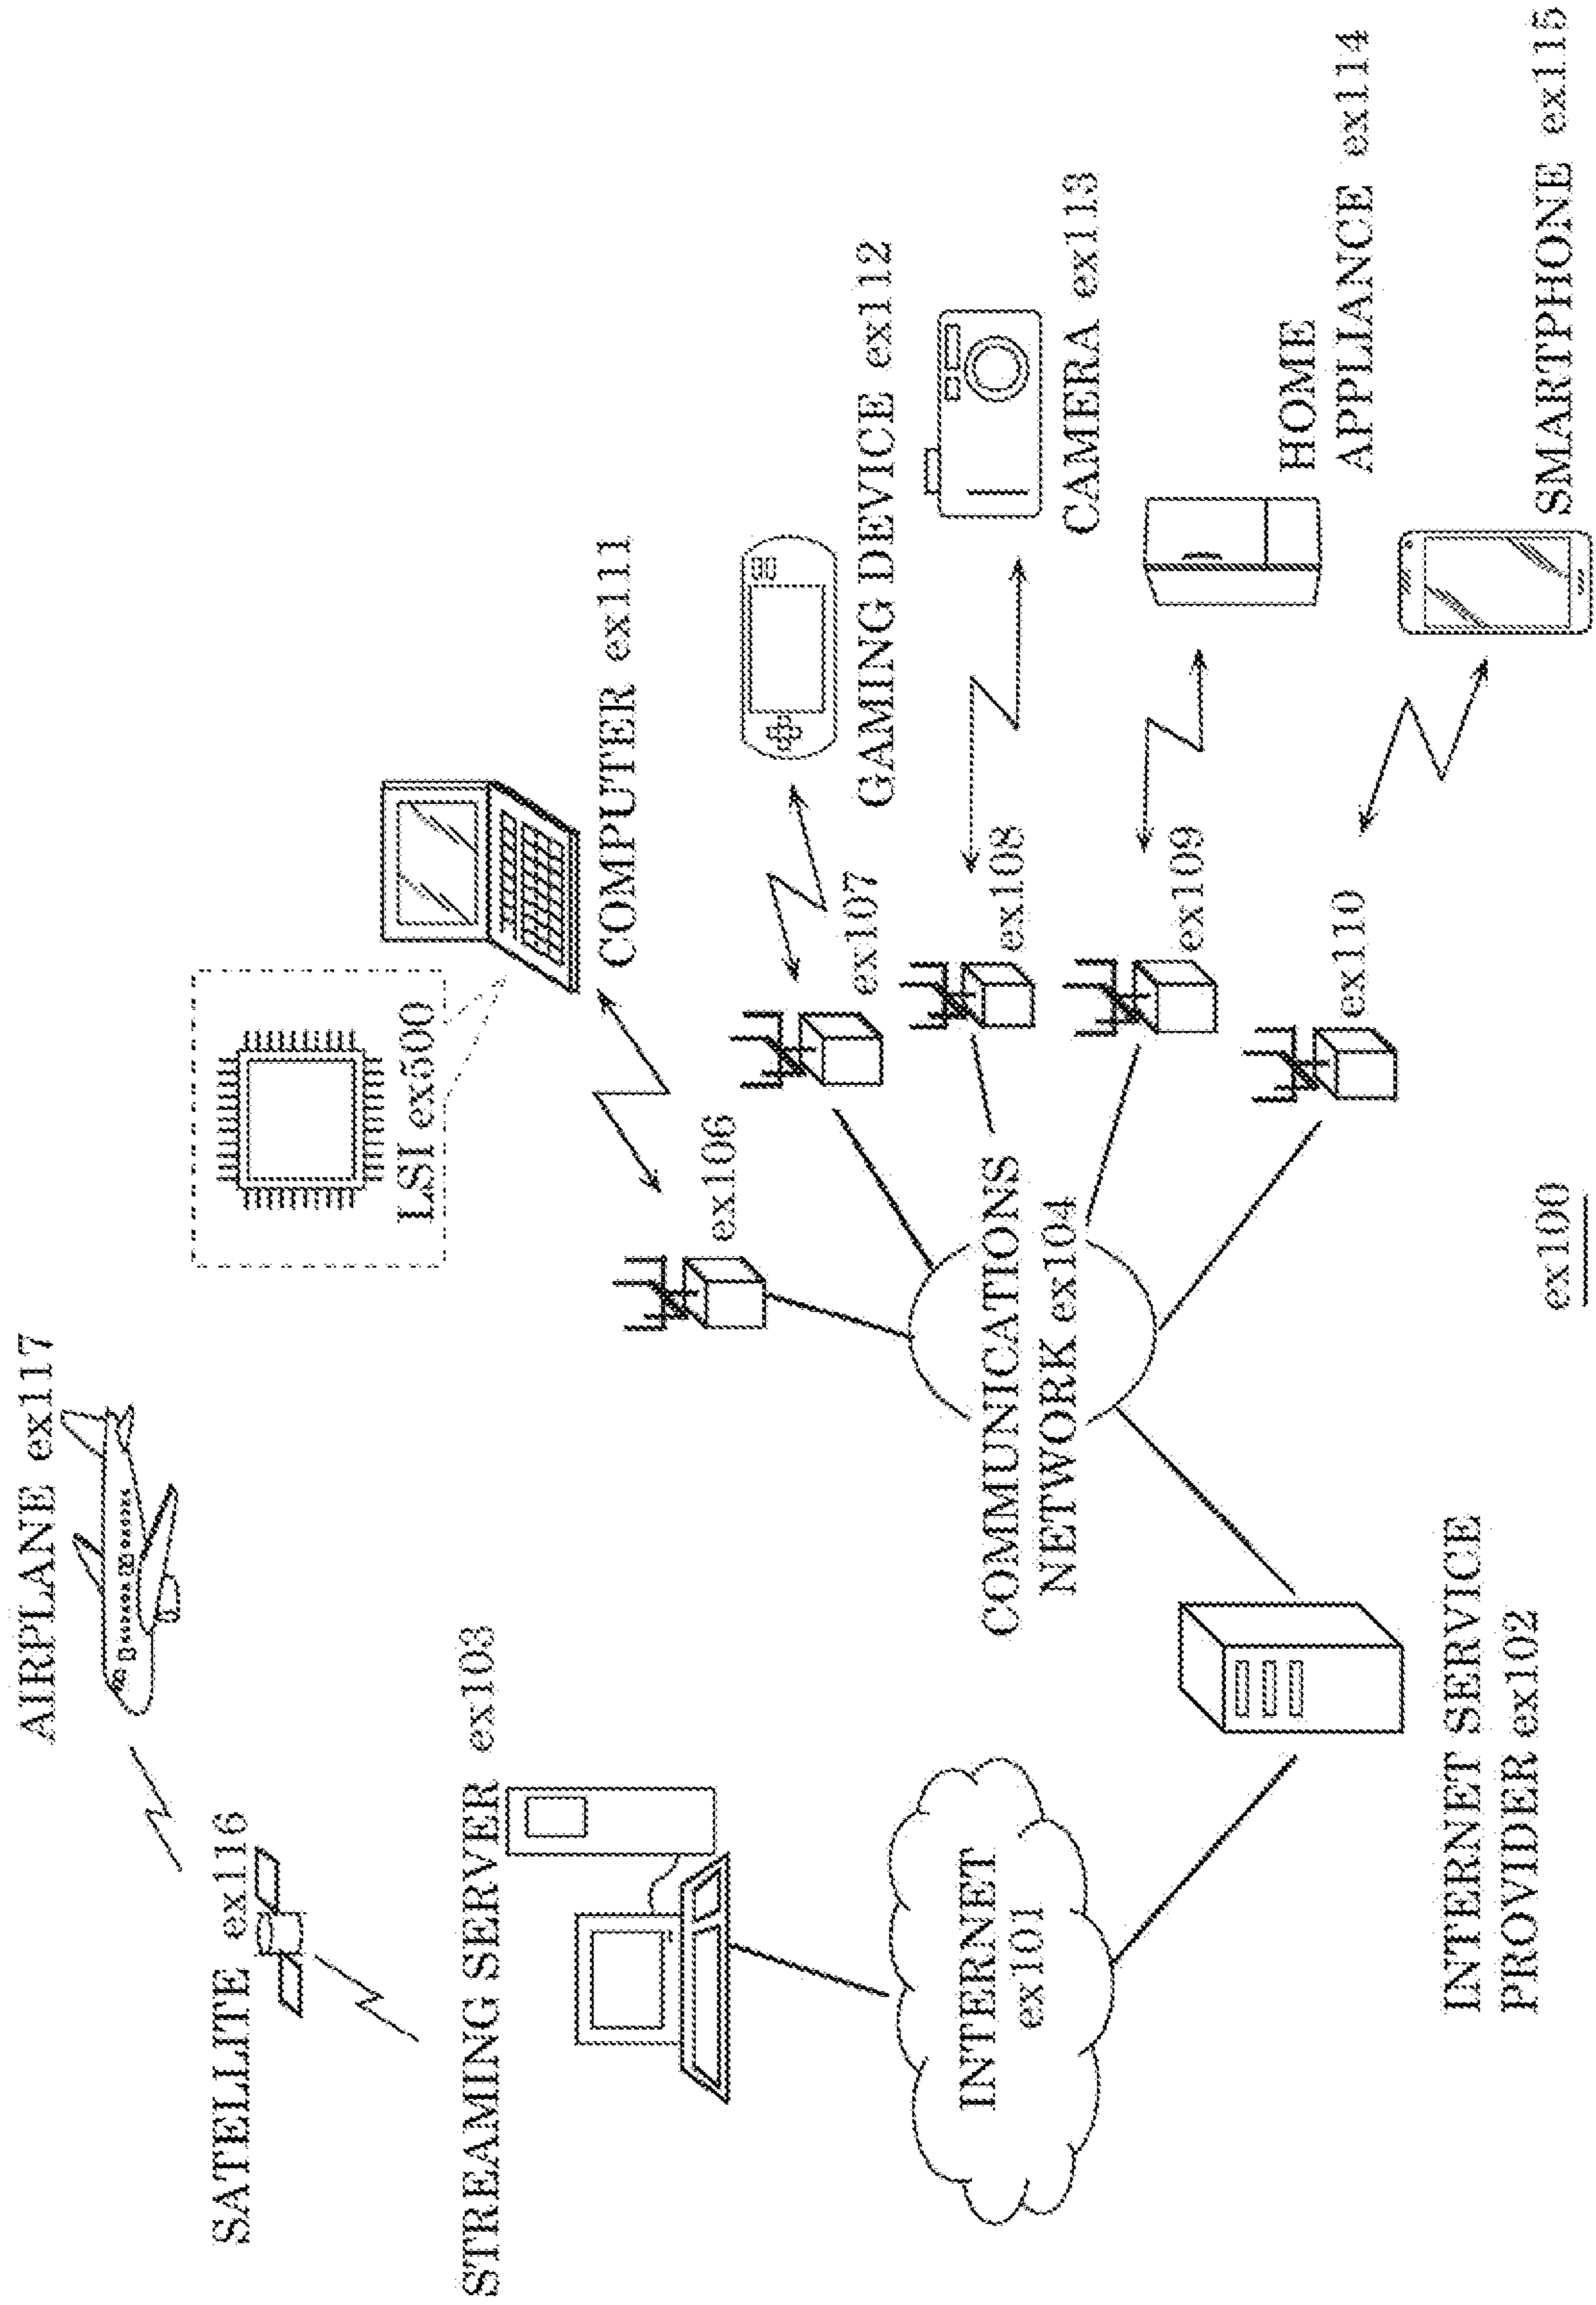 AIRPLANE ex117
SATELLITE ex116
STREAMING SERVER ex103
LSI ex500
COMPUTER ex111
ex106
GAMING DEVICE ex112
ex107
CAMERA ex113
ex108
INTERNET
ex101
COMMUNICATIONS
NETWORK ex104
ex109
HOME
APPLIANCE ex114
ex110
SMARTPHONE ex115
INTERNET SERVICE
PROVIDER ex102
ex100